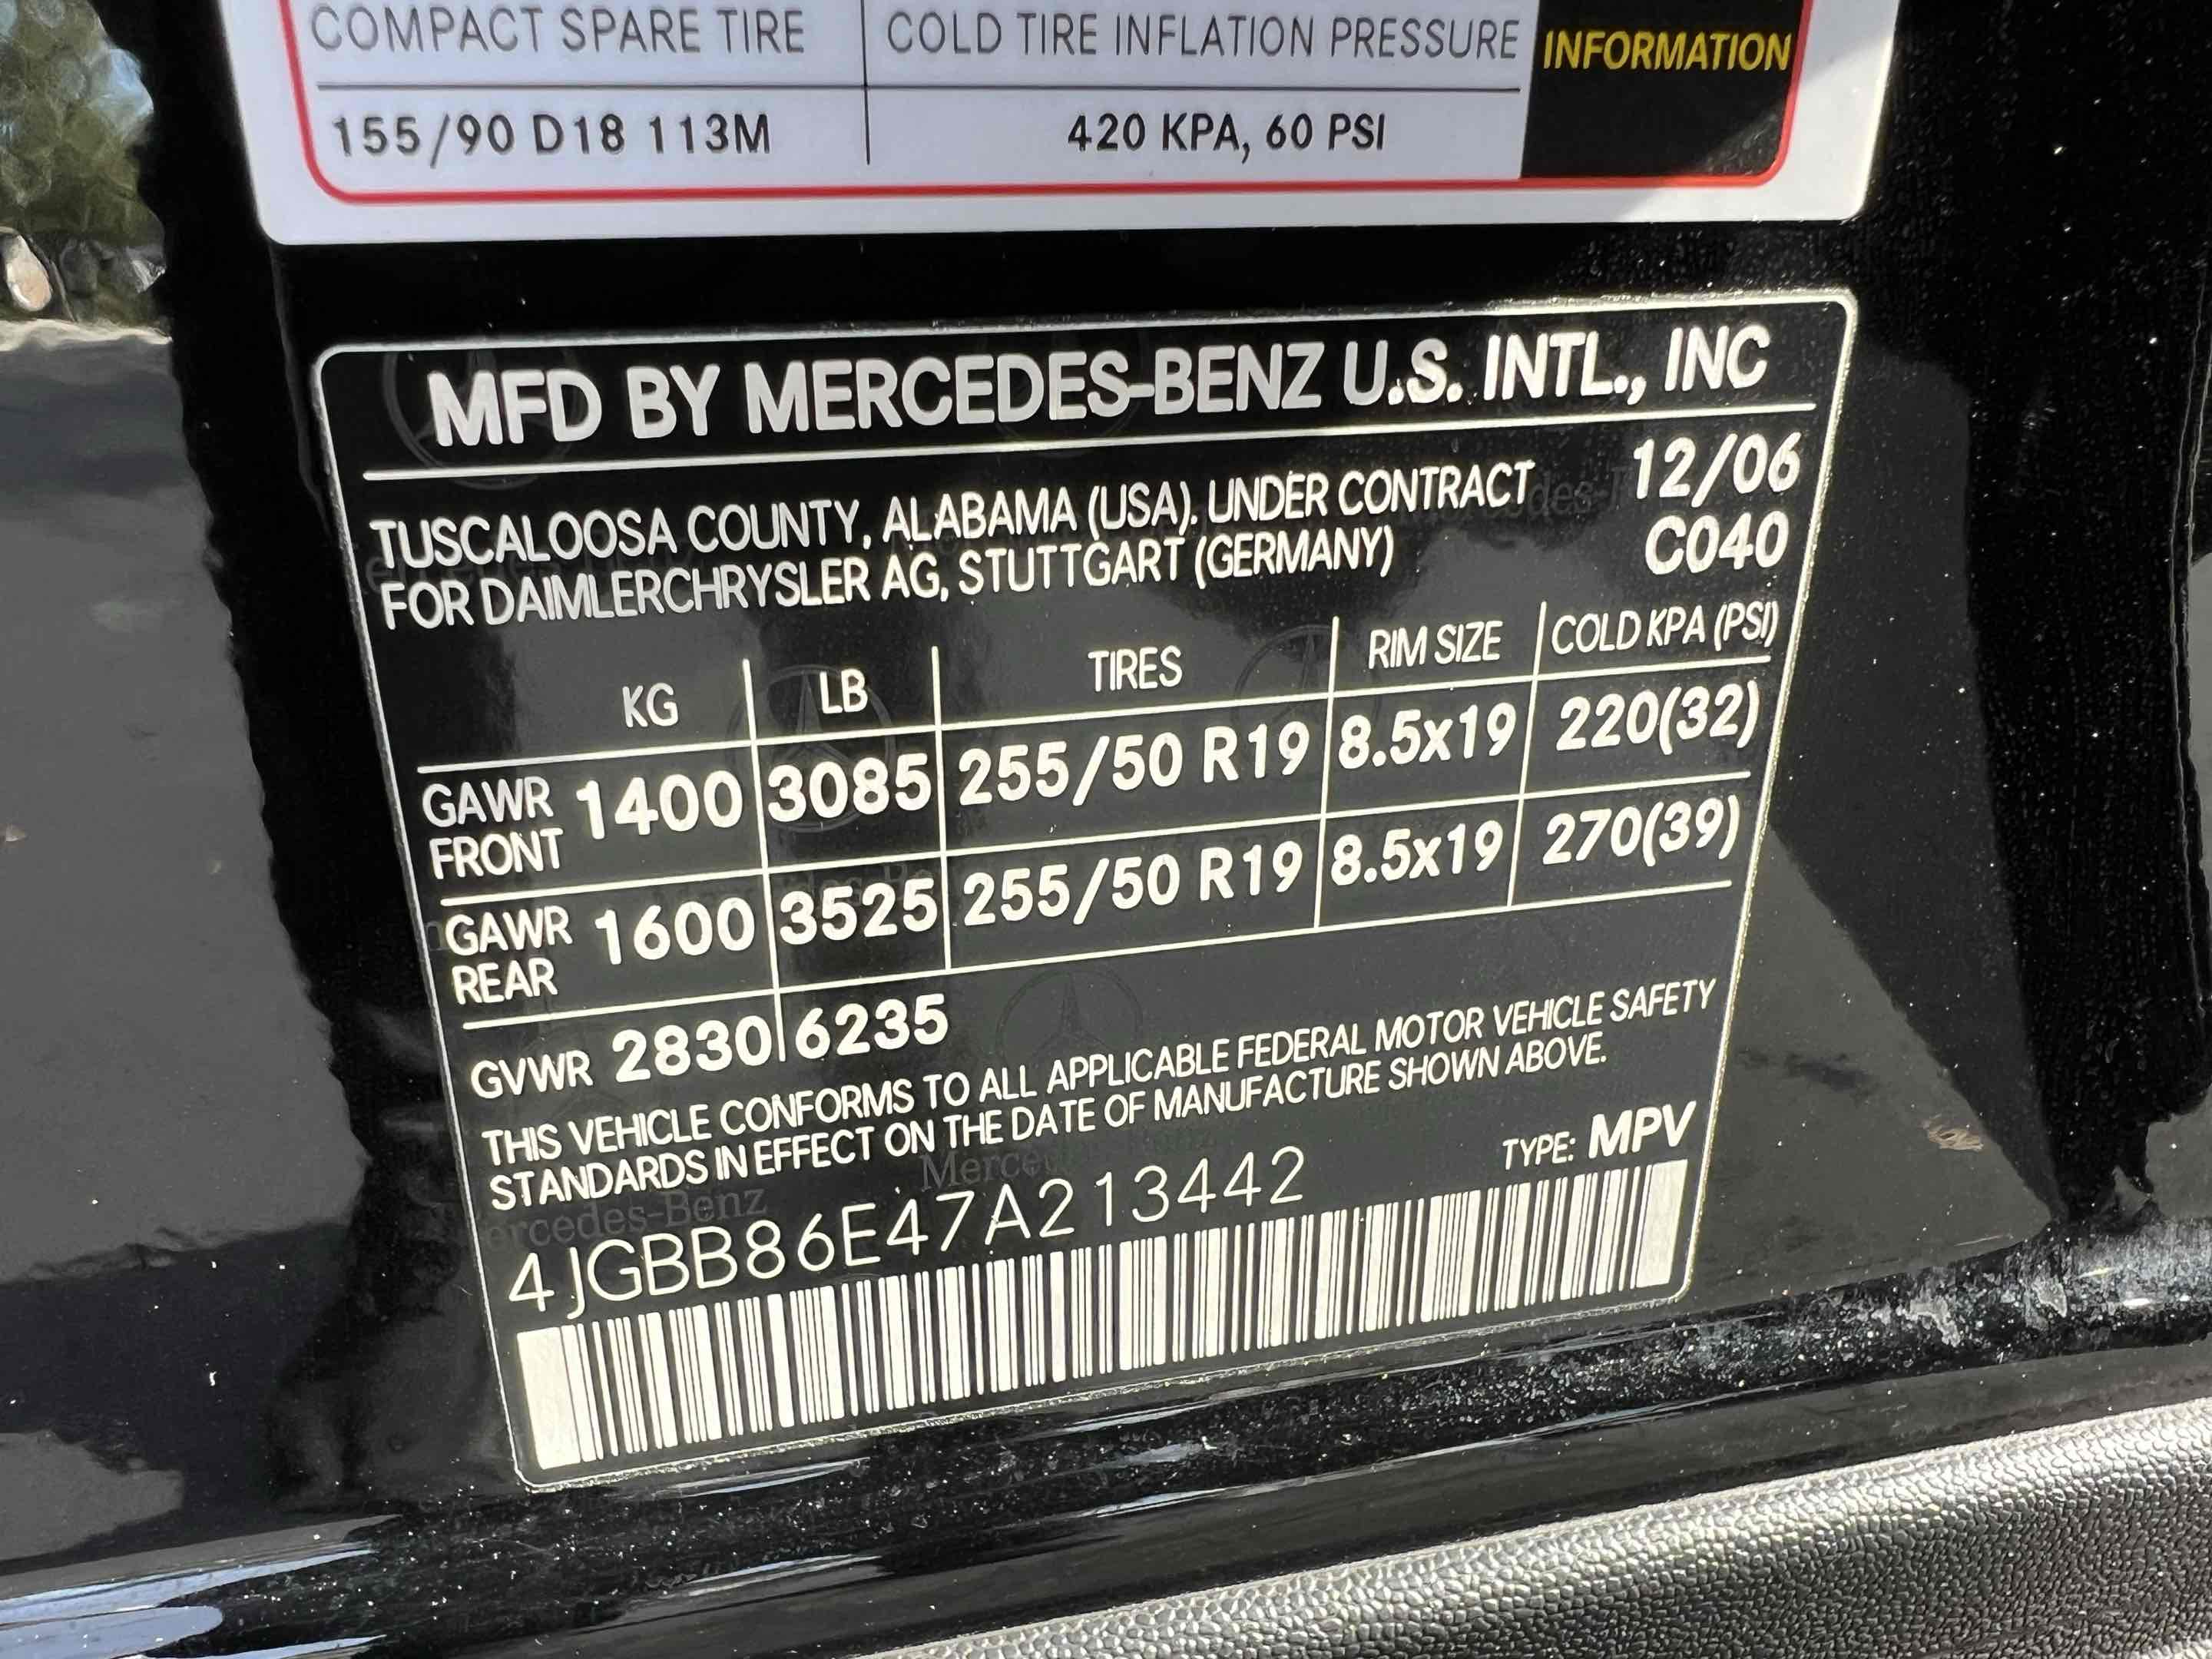 COMPACT SPARE TIRE COLD TIRE INFLATION PRESSURE INFORMATION
155/90 D18 113M 420 KPA, 60 PSI
MFD BY MERCEDES-BENZ U.S. INTL., INC
TUSCALOOSA COUNTY, ALABAMA (USA). UNDER CONTRACT 12/06
FOR DAIMLERCHRYSLER AG, STUTTGART (GERMANY) C040
KG LB TIRES RIM SIZE COLD KPA (PSI)
GAWR FRONT 1400 3085 255/50 R19 8.5x19 220(32)
GAWR REAR 1600 3525 255/50 R19 8.5x19 270(39)
GVWR 2830 6235
THIS VEHICLE CONFORMS TO ALL APPLICABLE FEDERAL MOTOR VEHICLE SAFETY
STANDARDS IN EFFECT ON THE DATE OF MANUFACTURE SHOWN ABOVE.
4JGBB86E47A213442 TYPE: MPV